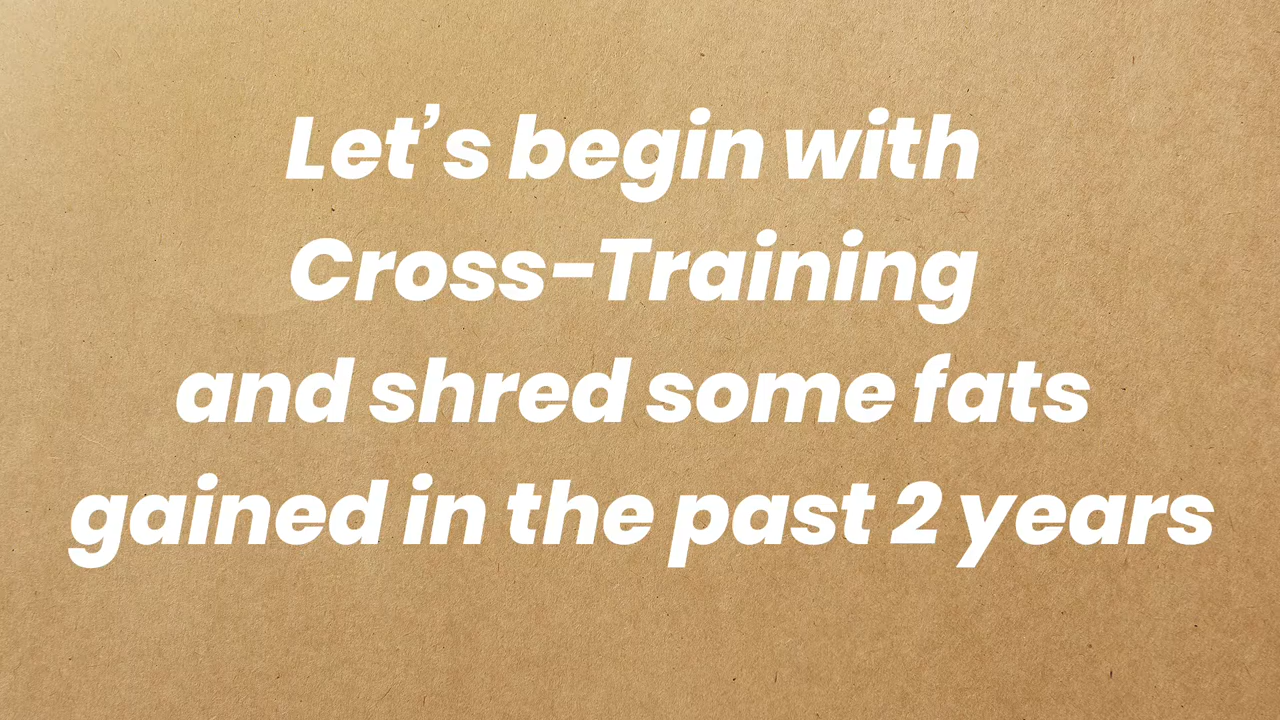 Let’s begin with
Cross-Training
and shred some fats
gained in the past 2 years